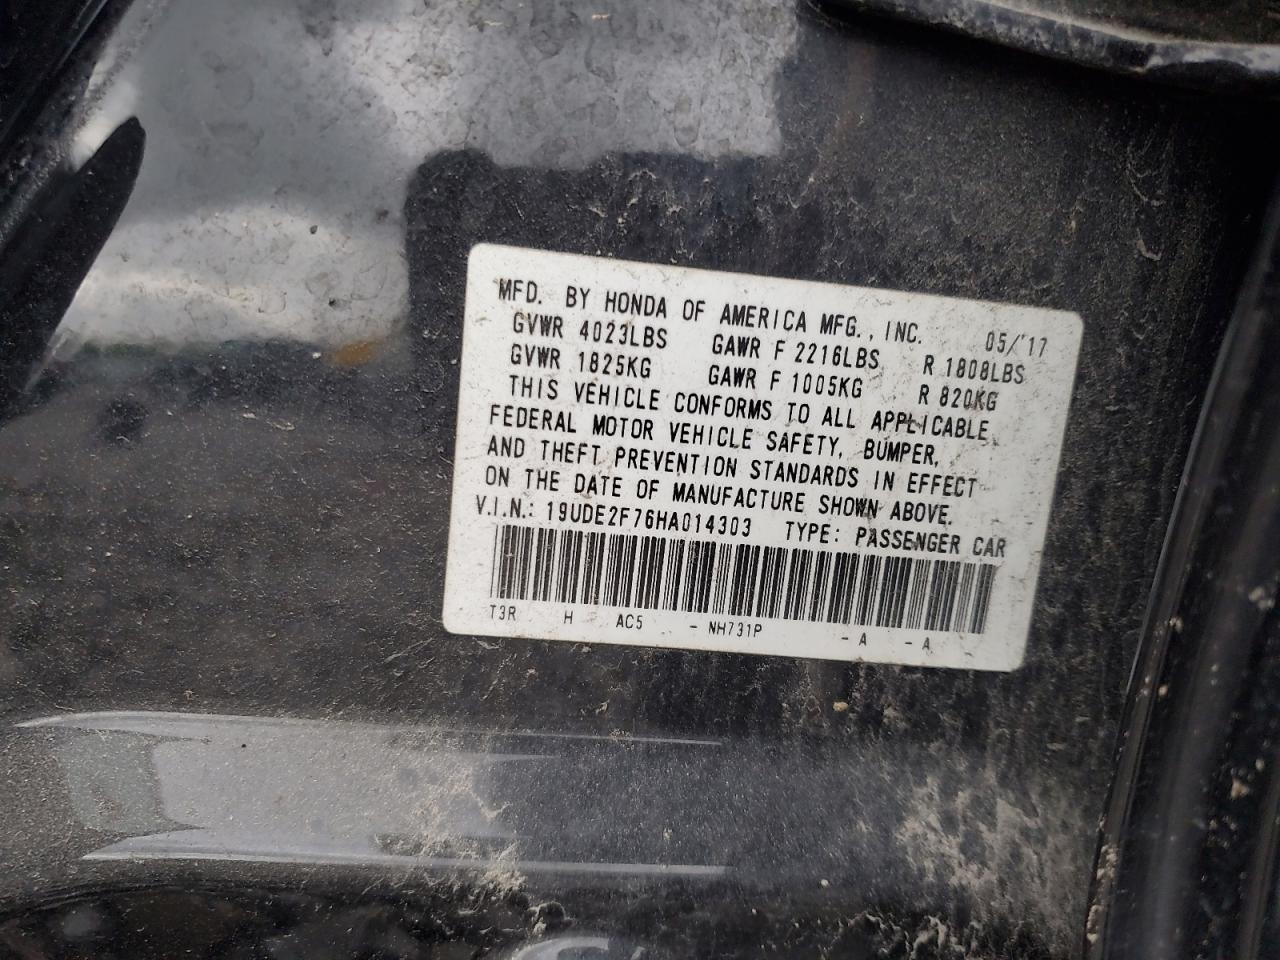 MFD. BY HONDA OF AMERICA MFG., INC. 05/'17
GVWR 4023LBS GAWR F 2216LBS R 1808LBS
GVWR 1825KG GAWR F 1005KG R 820KG
THIS VEHICLE CONFORMS TO ALL APPLICABLE
FEDERAL MOTOR VEHICLE SAFETY, BUMPER,
AND THEFT PREVENTION STANDARDS IN EFFECT
ON THE DATE OF MANUFACTURE SHOWN ABOVE.
V.I.N.: 19UDE2F76HA014303 TYPE: PASSENGER CAR
T3R H AC5 - NH731P - A - A